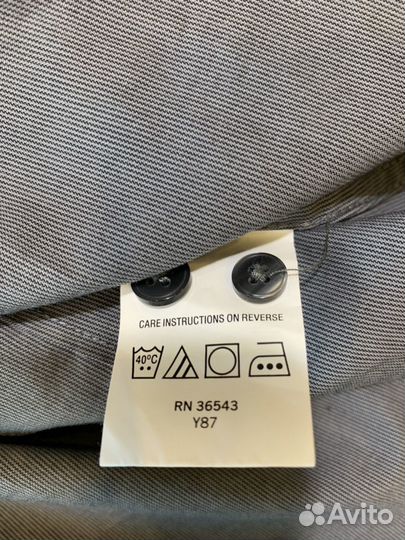 CARE INSTRUCTIONS ON REVERSE
40°C
RN 36543
Y87
Avito